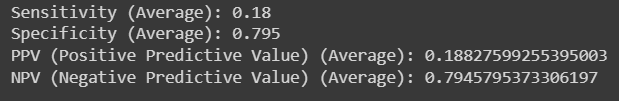 Sensitivity (Average): 0.18
Specificity (Average): 0.795
PPV (Positive Predictive Value) (Average): 0.18827599255395003
NPV (Negative Predictive Value) (Average): 0.7945795373306197